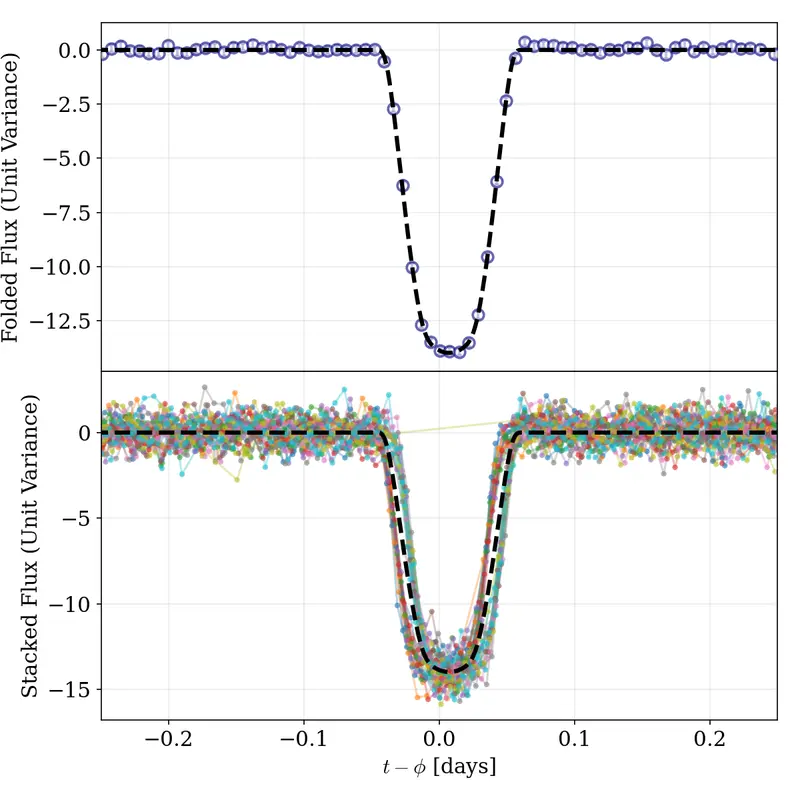 Folded Flux (Unit Variance)
0.0
−2.5
−5.0
−7.5
−10.0
−12.5
Stacked Flux (Unit Variance)
0
−5
−10
−15
−0.2 −0.1 0.0 0.1 0.2
t − ϕ [days]